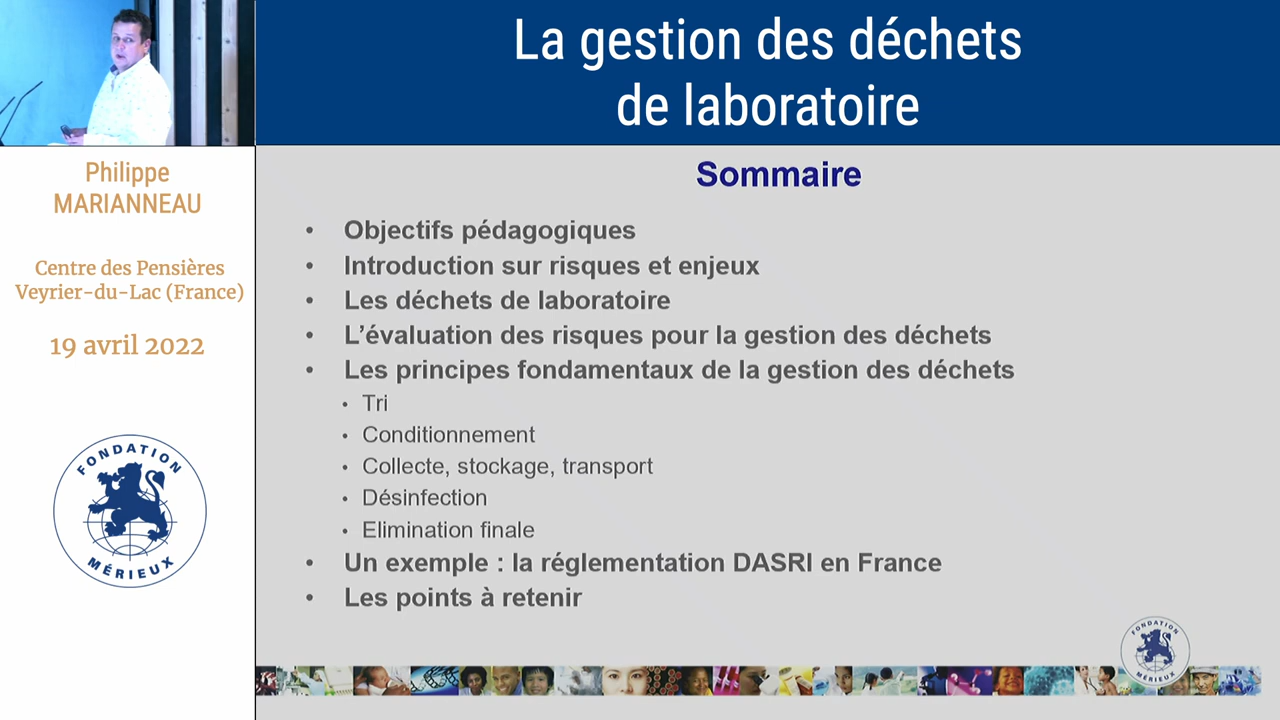 La gestion des déchets
de laboratoire
Philippe
MARIANNEAU
Centre des Pensières
Veyrier-du-Lac (France)
19 avril 2022
FONDATION
MÉRIEUX
Sommaire
• Objectifs pédagogiques
• Introduction sur risques et enjeux
• Les déchets de laboratoire
• L’évaluation des risques pour la gestion des déchets
• Les principes fondamentaux de la gestion des déchets
• Tri
• Conditionnement
• Collecte, stockage, transport
• Désinfection
• Elimination finale
• Un exemple : la réglementation DASRI en France
• Les points à retenir
FONDATION
MÉRIEUX